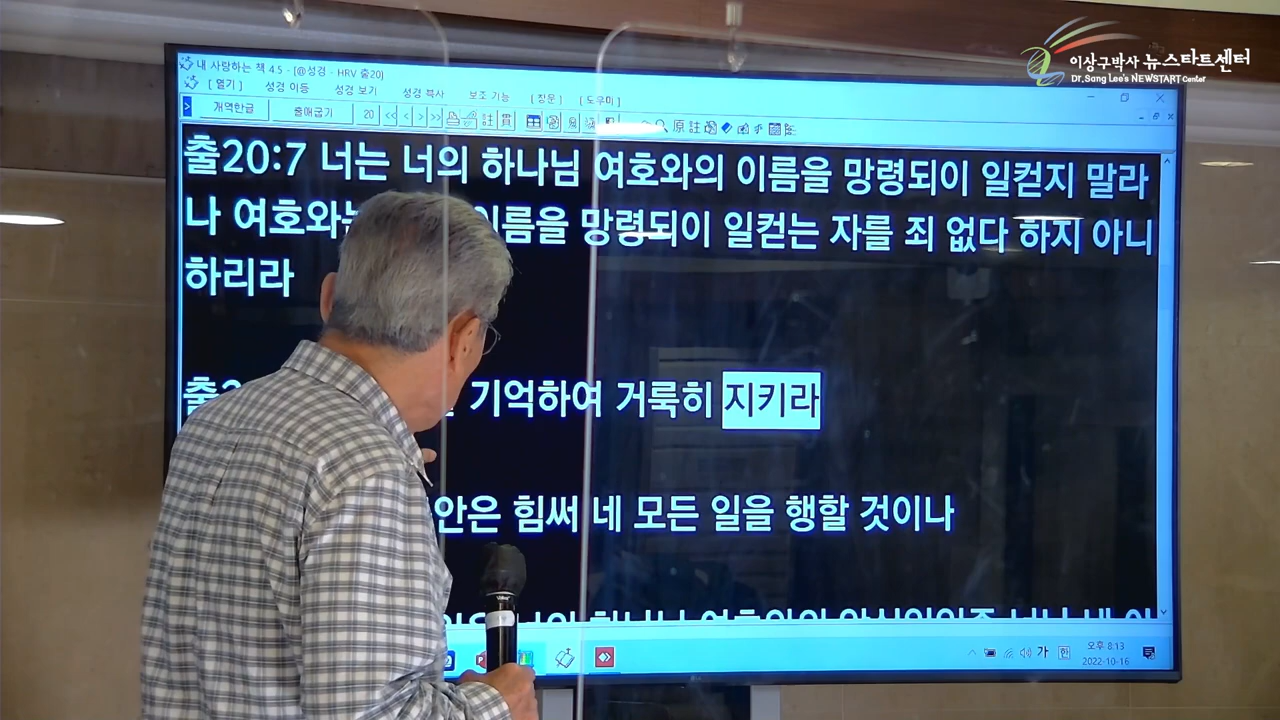 이상구박사 뉴스타트센터
Dr. Sang Lee's NEWSTART Center
내 사랑하는 책 4.5 - [@성경 - HRV 출20]
[ 열기 ] 성경 이동 성경 보기 성경 복사 보조 기능 [ 창문 ] [ 도우미 ]
개역한글 출애굽기 20
출20:7 너는 너의 하나님 여호와의 이름을 망령되이 일컫지 말라
나 여호와는 이름을 망령되이 일컫는 자를 죄 없다 하지 아니
하리라
기억하여 거룩히 지키라
힘써 네 모든 일을 행할 것이나
가 한 오후 8:13
2022-10-16
LG